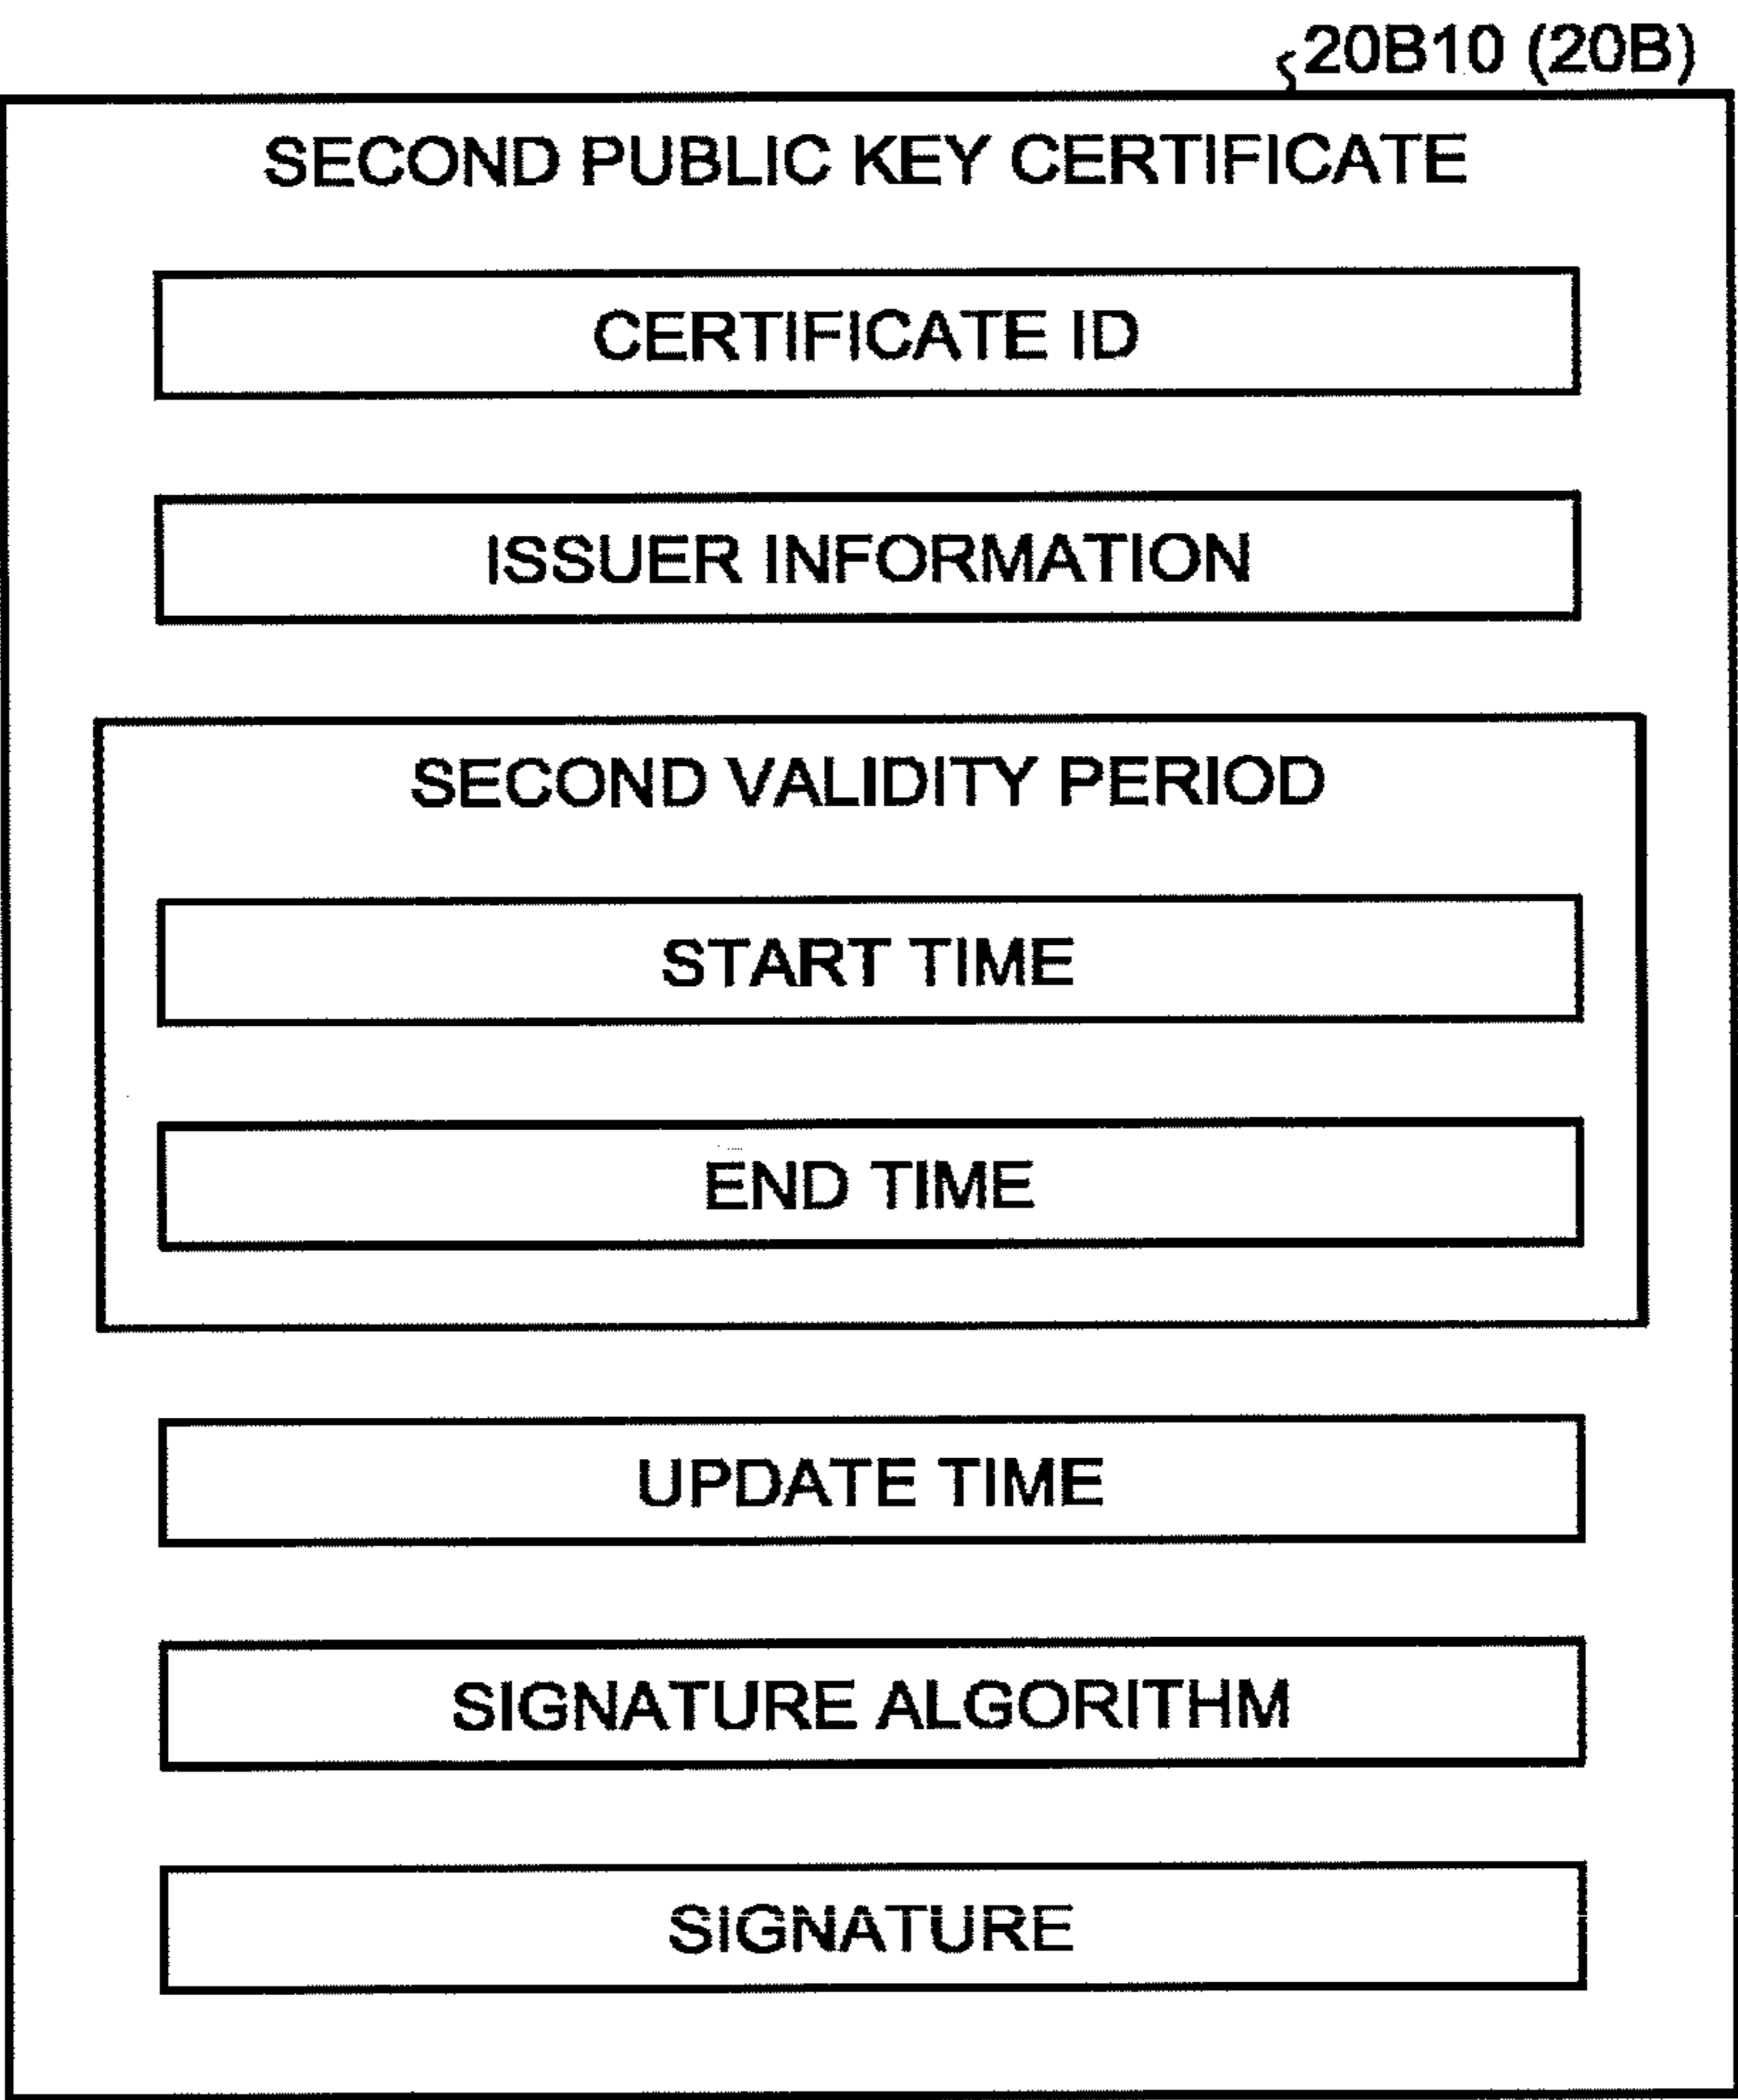 20B10 (20B)
SECOND PUBLIC KEY CERTIFICATE
CERTIFICATE ID
ISSUER INFORMATION
SECOND VALIDITY PERIOD
START TIME
END TIME
UPDATE TIME
SIGNATURE ALGORITHM
SIGNATURE